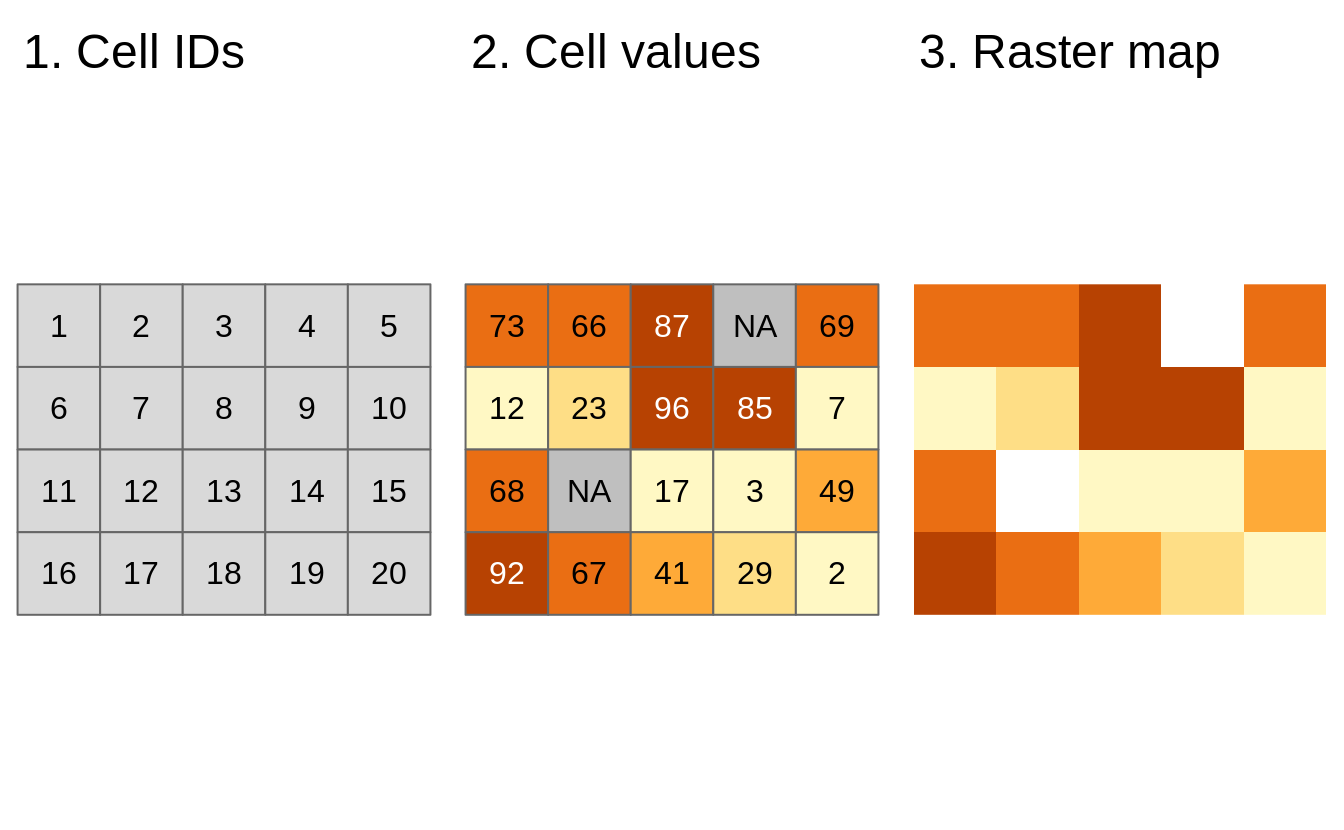 1. Cell IDs
1 2 3 4 5
6 7 8 9 10
11 12 13 14 15
16 17 18 19 20
2. Cell values
73 66 87 NA 69
12 23 96 85 7
68 NA 17 3 49
92 67 41 29 2
3. Raster map